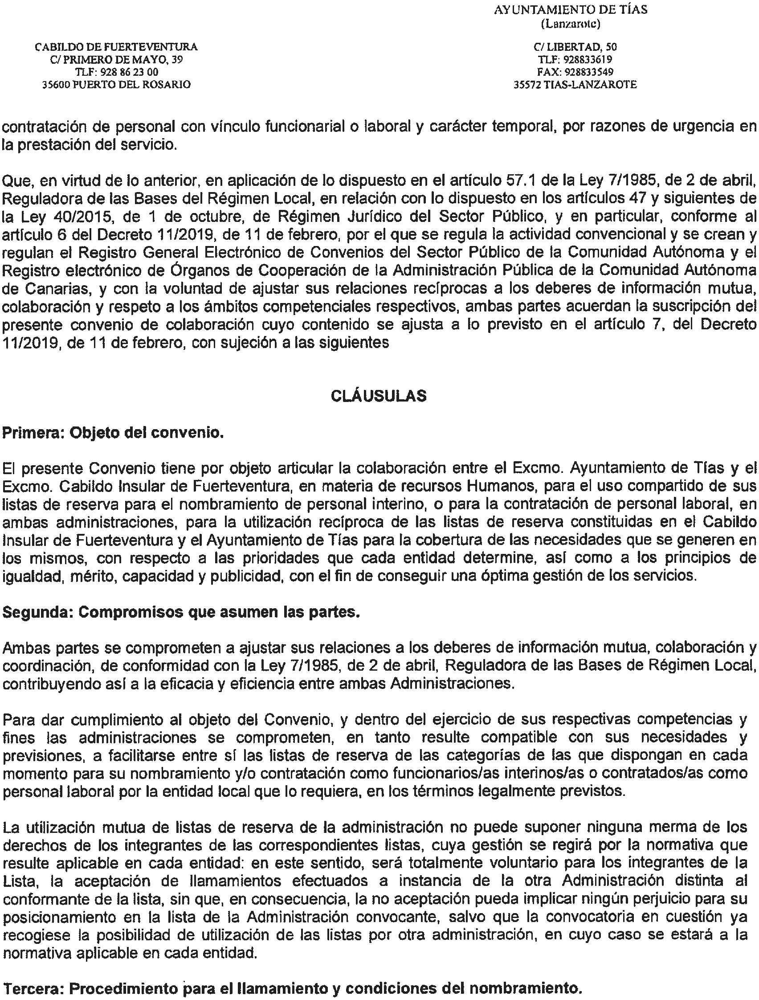 AYUNTAMIENTO DE TÍAS
(Lanzarote)
CABILDO DE FUERTEVENTURA
C/ PRIMERO DE MAYO, 39
TLF: 928 86 23 00
35600 PUERTO DEL ROSARIO
C/ LIBERTAD, 50
TLF: 928833619
FAX: 928833549
35572 TIAS-LANZAROTE
contratación de personal con vínculo funcionarial o laboral y carácter temporal, por razones de urgencia en
la prestación del servicio.
Que, en virtud de lo anterior, en aplicación de lo dispuesto en el artículo 57.1 de la Ley 7/1985, de 2 de abril,
Reguladora de las Bases del Régimen Local, en relación con lo dispuesto en los artículos 47 y siguientes de
la Ley 40/2015, de 1 de octubre, de Régimen Jurídico del Sector Público, y en particular, conforme al
artículo 6 del Decreto 11/2019, de 11 de febrero, por el que se regula la actividad convencional y se crean y
regulan el Registro General Electrónico de Convenios del Sector Público de la Comunidad Autónoma y el
Registro electrónico de Órganos de Cooperación de la Administración Pública de la Comunidad Autónoma
de Canarias, y con la voluntad de ajustar sus relaciones recíprocas a los deberes de información mutua,
colaboración y respeto a los ámbitos competenciales respectivos, ambas partes acuerdan la suscripción del
presente convenio de colaboración cuyo contenido se ajusta a lo previsto en el artículo 7, del Decreto
11/2019, de 11 de febrero, con sujeción a las siguientes
CLÁUSULAS
Primera: Objeto del convenio.
El presente Convenio tiene por objeto articular la colaboración entre el Excmo. Ayuntamiento de Tías y el
Excmo. Cabildo Insular de Fuerteventura, en materia de recursos Humanos, para el uso compartido de sus
listas de reserva para el nombramiento de personal interino, o para la contratación de personal laboral, en
ambas administraciones, para la utilización recíproca de las listas de reserva constituidas en el Cabildo
Insular de Fuerteventura y el Ayuntamiento de Tías para la cobertura de las necesidades que se generen en
los mismos, con respecto a las prioridades que cada entidad determine, así como a los principios de
igualdad, mérito, capacidad y publicidad, con el fin de conseguir una óptima gestión de los servicios.
Segunda: Compromisos que asumen las partes.
Ambas partes se comprometen a ajustar sus relaciones a los deberes de información mutua, colaboración y
coordinación, de conformidad con la Ley 7/1985, de 2 de abril, Reguladora de las Bases de Régimen Local,
contribuyendo así a la eficacia y eficiencia entre ambas Administraciones.
Para dar cumplimiento al objeto del Convenio, y dentro del ejercicio de sus respectivas competencias y
fines las administraciones se comprometen, en tanto resulte compatible con sus necesidades y
previsiones, a facilitarse entre sí las listas de reserva de las categorías de las que dispongan en cada
momento para su nombramiento y/o contratación como funcionarios/as interinos/as o contratados/as como
personal laboral por la entidad local que lo requiera, en los términos legalmente previstos.
La utilización mutua de listas de reserva de la administración no puede suponer ninguna merma de los
derechos de los integrantes de las correspondientes listas, cuya gestión se regirá por la normativa que
resulte aplicable en cada entidad: en este sentido, será totalmente voluntario para los integrantes de la
Lista, la aceptación de llamamientos efectuados a instancia de la otra Administración distinta al
conformante de la lista, sin que, en consecuencia, la no aceptación pueda implicar ningún perjuicio para su
posicionamiento en la lista de la Administración convocante, salvo que la convocatoria en cuestión ya
recogiese la posibilidad de utilización de las listas por otra administración, en cuyo caso se estará a la
normativa aplicable en cada entidad.
Tercera: Procedimiento para el llamamiento y condiciones del nombramiento.